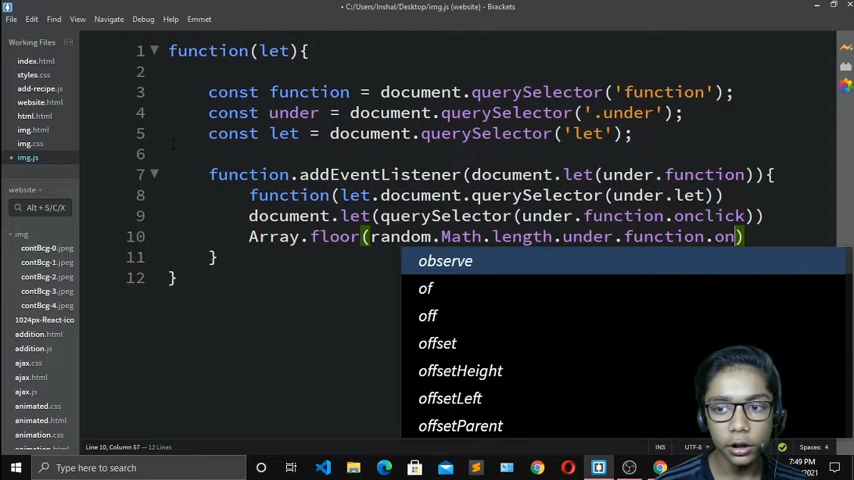 • C:/Users/Inshal/Desktop/img.js (website) - Brackets
File Edit Find View Navigate Debug Help Emmet
Working Files
index.html
styles.css
add-recipe.js
website.html
html.html
img.html
img.css
• img.js
website
Alt + S/C/X
img
contBcg-0.jpeg
contBcg-1.jpeg
contBcg-2.jpeg
contBcg-3.jpeg
contBcg-4.jpeg
1024px-React-ico
addition.html
addition.js
ajax.css
ajax.html
ajax.js
animated.css
animated.html
animation.css
1 function(let){
2
3 const function = document.querySelector('function');
4 const under = document.querySelector('.under');
5 const let = document.querySelector('let');
6
7 function.addEventListener(document.let(under.function)){
8 function(let.document.querySelector(under.let))
9 document.let(querySelector(under.function.onclick))
10 Array.floor(random.Math.length.under.function.on)
11 }
12 }
observe
of
off
offset
offsetHeight
offsetLeft
offsetParent
Line 10, Column 57 — 12 Lines
INS UTF-8 Spaces: 4
Type here to search
7:49 PM